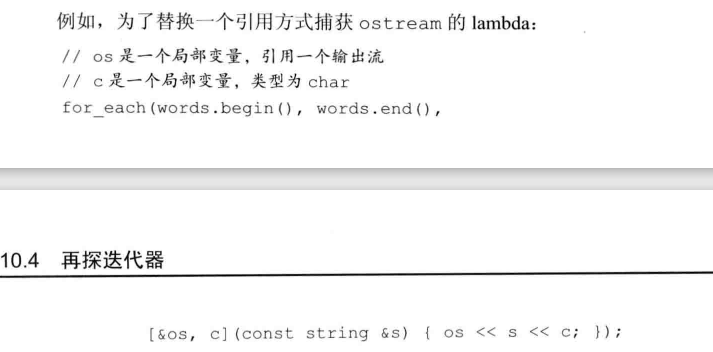 例如，为了替换一个引用方式捕获 ostream 的 lambda：
// os 是一个局部变量，引用一个输出流
// c 是一个局部变量，类型为 char
for_each(words.begin(), words.end(),
10.4 再探迭代器
[&os, c](const string &s) { os << s << c; });